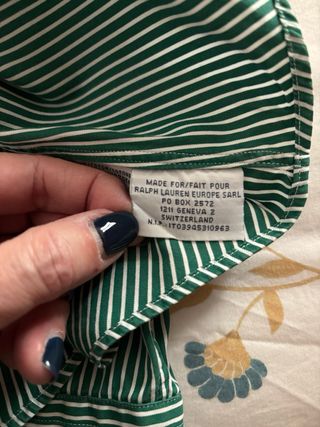 MADE FOR/FAIT POUR
RALPH LAUREN EUROPE SARL
PO BOX 2572
1211 GENEVA 2
SWITZERLAND
N.I.F. IT03945310963